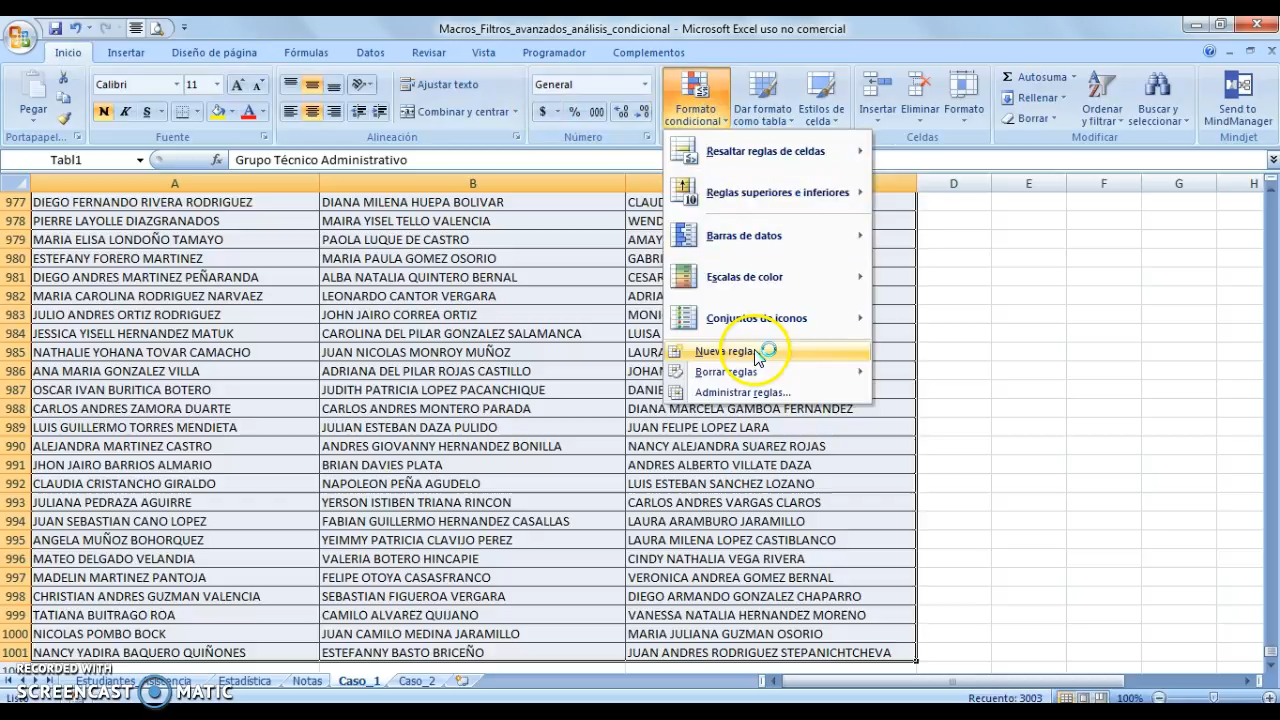 Macros_Filtros_avanzados_análisis_condicional - Microsoft Excel uso no comercial
Inicio Insertar Diseño de página Fórmulas Datos Revisar Vista Programador Complementos
Pegar
Portapapel...
Calibri 11
N K S
Fuente
Ajustar texto
Combinar y centrar
Alineación
General
$ % 000
Número
Formato condicional
Dar formato como tabla
Estilos de celda
Insertar Eliminar Formato
Celdas
Autosuma
Rellenar
Borrar
Ordenar y filtrar
Buscar y seleccionar
Modificar
Send to MindManager
Mindjet
Tabl1 fx Grupo Técnico Administrativo
Resaltar reglas de celdas
Reglas superiores e inferiores
Barras de datos
Escalas de color
Conjuntos de iconos
Nueva regla
Borrar reglas
Administrar reglas...
A B D E F G H
977 DIEGO FERNANDO RIVERA RODRIGUEZ DIANA MILENA HUEPA BOLIVAR CLAUD
978 PIERRE LAYOLLE DIAZGRANADOS MAIRA YISEL TELLO VALENCIA WEND
979 MARIA ELISA LONDOÑO TAMAYO PAOLA LUQUE DE CASTRO AMAY
980 ESTEFANY FORERO MARTINEZ MARIA PAULA GOMEZ OSORIO GABRI
981 DIEGO ANDRES MARTINEZ PEÑARANDA ALBA NATALIA QUINTERO BERNAL CESAR
982 MARIA CAROLINA RODRIGUEZ NARVAEZ LEONARDO CANTOR VERGARA ADRIA
983 JULIO ANDRES ORTIZ RODRIGUEZ JOHN JAIRO CORREA ORTIZ MONI
984 JESSICA YISELL HERNANDEZ MATUK CAROLINA DEL PILAR GONZALEZ SALAMANCA LUISA
985 NATHALIE YOHANA TOVAR CAMACHO JUAN NICOLAS MONROY MUÑOZ LAURA
986 ANA MARIA GONZALEZ VILLA ADRIANA DEL PILAR ROJAS CASTILLO JOHAN
987 OSCAR IVAN BURITICA BOTERO JUDITH PATRICIA LOPEZ PACANCHIQUE DANIE
988 CARLOS ANDRES ZAMORA DUARTE CARLOS ANDRES MONTERO PARADA DIANA MARCELA GAMBOA FERNANDEZ
989 LUIS GUILLERMO TORRES MENDIETA JULIAN ESTEBAN DAZA PULIDO JUAN FELIPE LOPEZ LARA
990 ALEJANDRA MARTINEZ CASTRO ANDRES GIOVANNY HERNANDEZ BONILLA NANCY ALEJANDRA SUAREZ ROJAS
991 JHON JAIRO BARRIOS ALMARIO BRIAN DAVIES PLATA ANDRES ALBERTO VILLATE DAZA
992 CLAUDIA CRISTANCHO GIRALDO NAPOLEON PEÑA AGUDELO LUIS ESTEBAN SANCHEZ LOZANO
993 JULIANA PEDRAZA AGUIRRE YERSON ISTIBEN TRIANA RINCON CARLOS ANDRES VARGAS CLAROS
994 JUAN SEBASTIAN CANO LOPEZ FABIAN GUILLERMO HERNANDEZ CASALLAS LAURA ARAMBURO JARAMILLO
995 ANGELA MUÑOZ BOHORQUEZ YEIMMY PATRICIA CLAVIJO PEREZ LAURA MILENA LOPEZ CASTIBLANCO
996 MATEO DELGADO VELANDIA VALERIA BOTERO HINCAPIE CINDY NATHALIA VEGA RIVERA
997 MADELIN MARTINEZ PANTOJA FELIPE OTOYA CASASFRANCO VERONICA ANDREA GOMEZ BERNAL
998 CHRISTIAN ANDRES GUZMAN VALENCIA SEBASTIAN FIGUEROA VERGARA DIEGO ARMANDO GONZALEZ CHAPARRO
999 TATIANA BUITRAGO ROA CAMILO ALVAREZ QUIJANO VANESSA NATALIA HERNANDEZ MORENO
1000 NICOLAS POMBO BOCK JUAN CAMILO MEDINA JARAMILLO MARIA JULIANA GUZMAN OSORIO
1001 NANCY YADIRA BAQUERO QUIÑONES ESTEFANNY BASTO BRICEÑO JUAN ANDRES RODRIGUEZ STEPANICHTCHEVA
RECORDED WITH
SCREENCAST MATIC
Estudiantes Asistencia Estadística Notas Caso_1 Caso_2
Recuento: 3003 100%